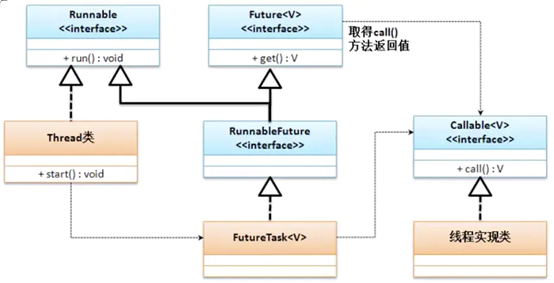 Runnable
<<interface>>
+ run() : void
Future<V>
<<interface>>
+ get() : V
取得call()
方法返回值
Thread类
+ start() : void
RunnableFuture
<<interface>>
Callable<V>
<<interface>>
+ call() : V
FutureTask<V>
线程实现类